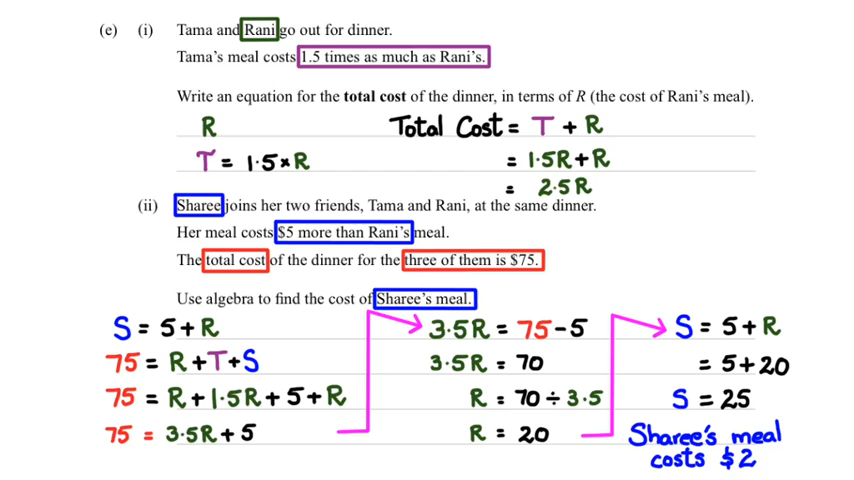 (e) (i) Tama and Rani go out for dinner.
Tama's meal costs 1.5 times as much as Rani's.
Write an equation for the total cost of the dinner, in terms of R (the cost of Rani's meal).
R
T = 1.5 × R
Total Cost = T + R
= 1.5R + R
= 2.5R
(ii) Sharee joins her two friends, Tama and Rani, at the same dinner.
Her meal costs $5 more than Rani's meal.
The total cost of the dinner for the three of them is $75.
Use algebra to find the cost of Sharee's meal.
S = 5 + R
75 = R + T + S
75 = R + 1.5R + 5 + R
75 = 3.5R + 5
3.5R = 75 - 5
3.5R = 70
R = 70 ÷ 3.5
R = 20
S = 5 + R
= 5 + 20
S = 25
Sharee's meal
costs $2